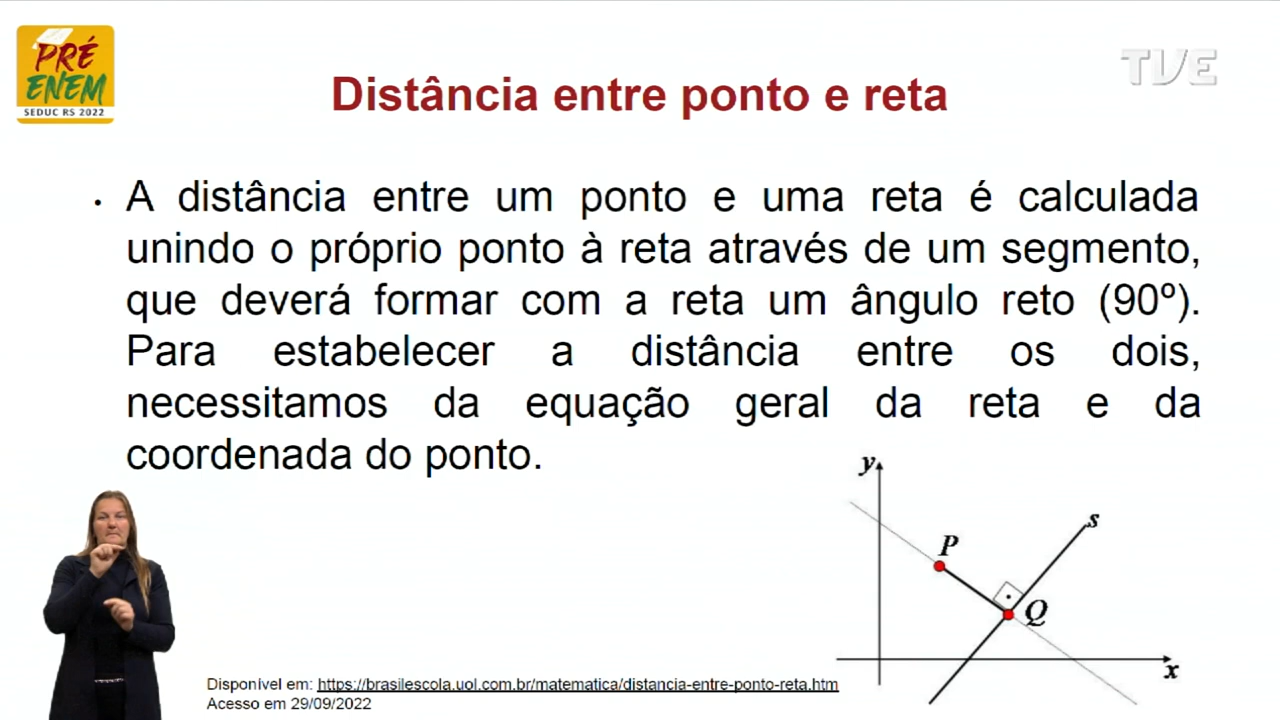 PRÉ
ENEM
SEDUC RS 2022
TVE
Distância entre ponto e reta
• A distância entre um ponto e uma reta é calculada
unindo o próprio ponto à reta através de um segmento,
que deverá formar com a reta um ângulo reto (90º).
Para estabelecer a distância entre os dois,
necessitamos da equação geral da reta e da
coordenada do ponto.
y
s
P
Q
x
Disponível em: https://brasilescola.uol.com.br/matematica/distancia-entre-ponto-reta.htm
Acesso em 29/09/2022